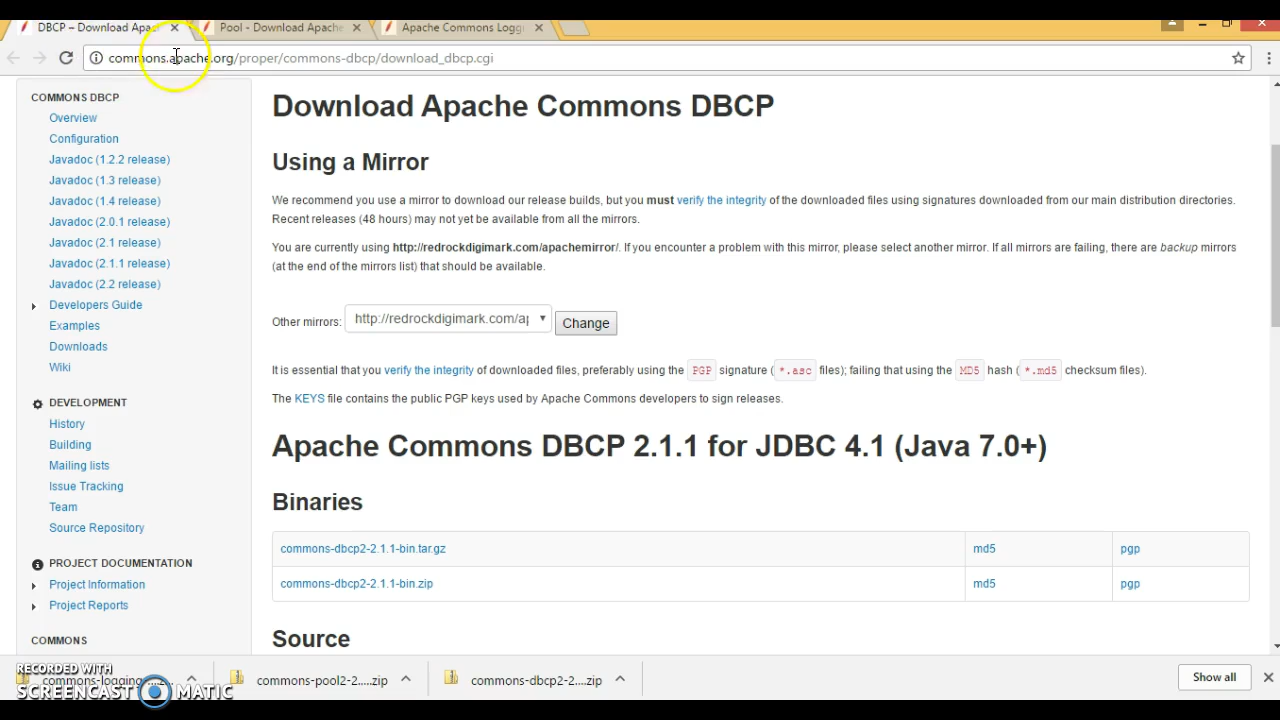 DBCP – Download Apac
Pool - Download Apache
Apache Commons Loggi
commons.apache.org/proper/commons-dbcp/download_dbcp.cgi
COMMONS DBCP
Overview
Configuration
Javadoc (1.2.2 release)
Javadoc (1.3 release)
Javadoc (1.4 release)
Javadoc (2.0.1 release)
Javadoc (2.1 release)
Javadoc (2.1.1 release)
Javadoc (2.2 release)
Developers Guide
Examples
Downloads
Wiki
DEVELOPMENT
History
Building
Mailing lists
Issue Tracking
Team
Source Repository
PROJECT DOCUMENTATION
Project Information
Project Reports
COMMONS
Download Apache Commons DBCP
Using a Mirror
We recommend you use a mirror to download our release builds, but you must verify the integrity of the downloaded files using signatures downloaded from our main distribution directories.
Recent releases (48 hours) may not yet be available from all the mirrors.
You are currently using http://redrockdigimark.com/apachemirror/. If you encounter a problem with this mirror, please select another mirror. If all mirrors are failing, there are backup mirrors
(at the end of the mirrors list) that should be available.
Other mirrors: http://redrockdigimark.com/ap Change
It is essential that you verify the integrity of downloaded files, preferably using the PGP signature (*.asc files); failing that using the MD5 hash (*.md5 checksum files).
The KEYS file contains the public PGP keys used by Apache Commons developers to sign releases.
Apache Commons DBCP 2.1.1 for JDBC 4.1 (Java 7.0+)
Binaries
commons-dbcp2-2.1.1-bin.tar.gz md5 pgp
commons-dbcp2-2.1.1-bin.zip md5 pgp
Source
commons-logging-
commons-pool2-2.....zip
commons-dbcp2-2.....zip
Show all
RECORDED WITH
SCREENCAST MATIC